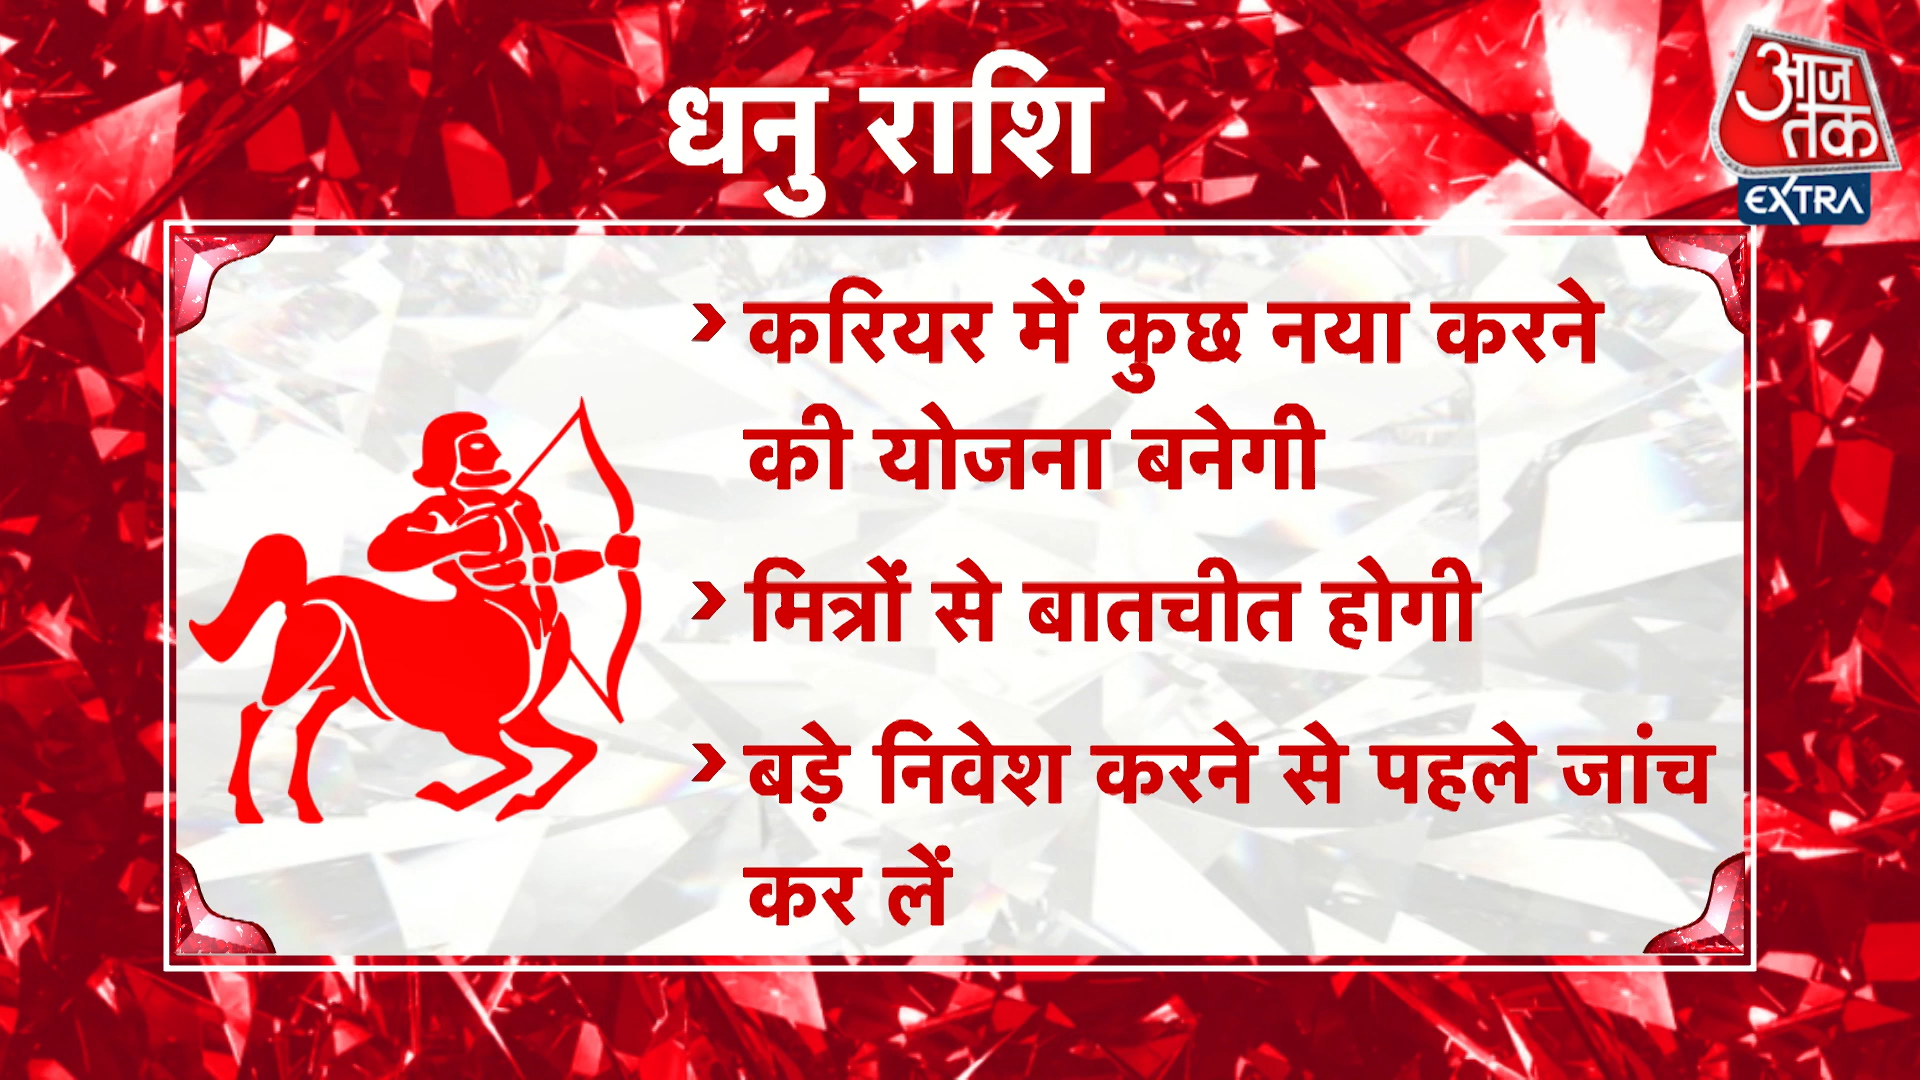 धनु राशि
आज
तक
EXTRA
› करियर में कुछ नया करने
की योजना बनेगी
› मित्रों से बातचीत होगी
› बड़े निवेश करने से पहले जांच
कर लें